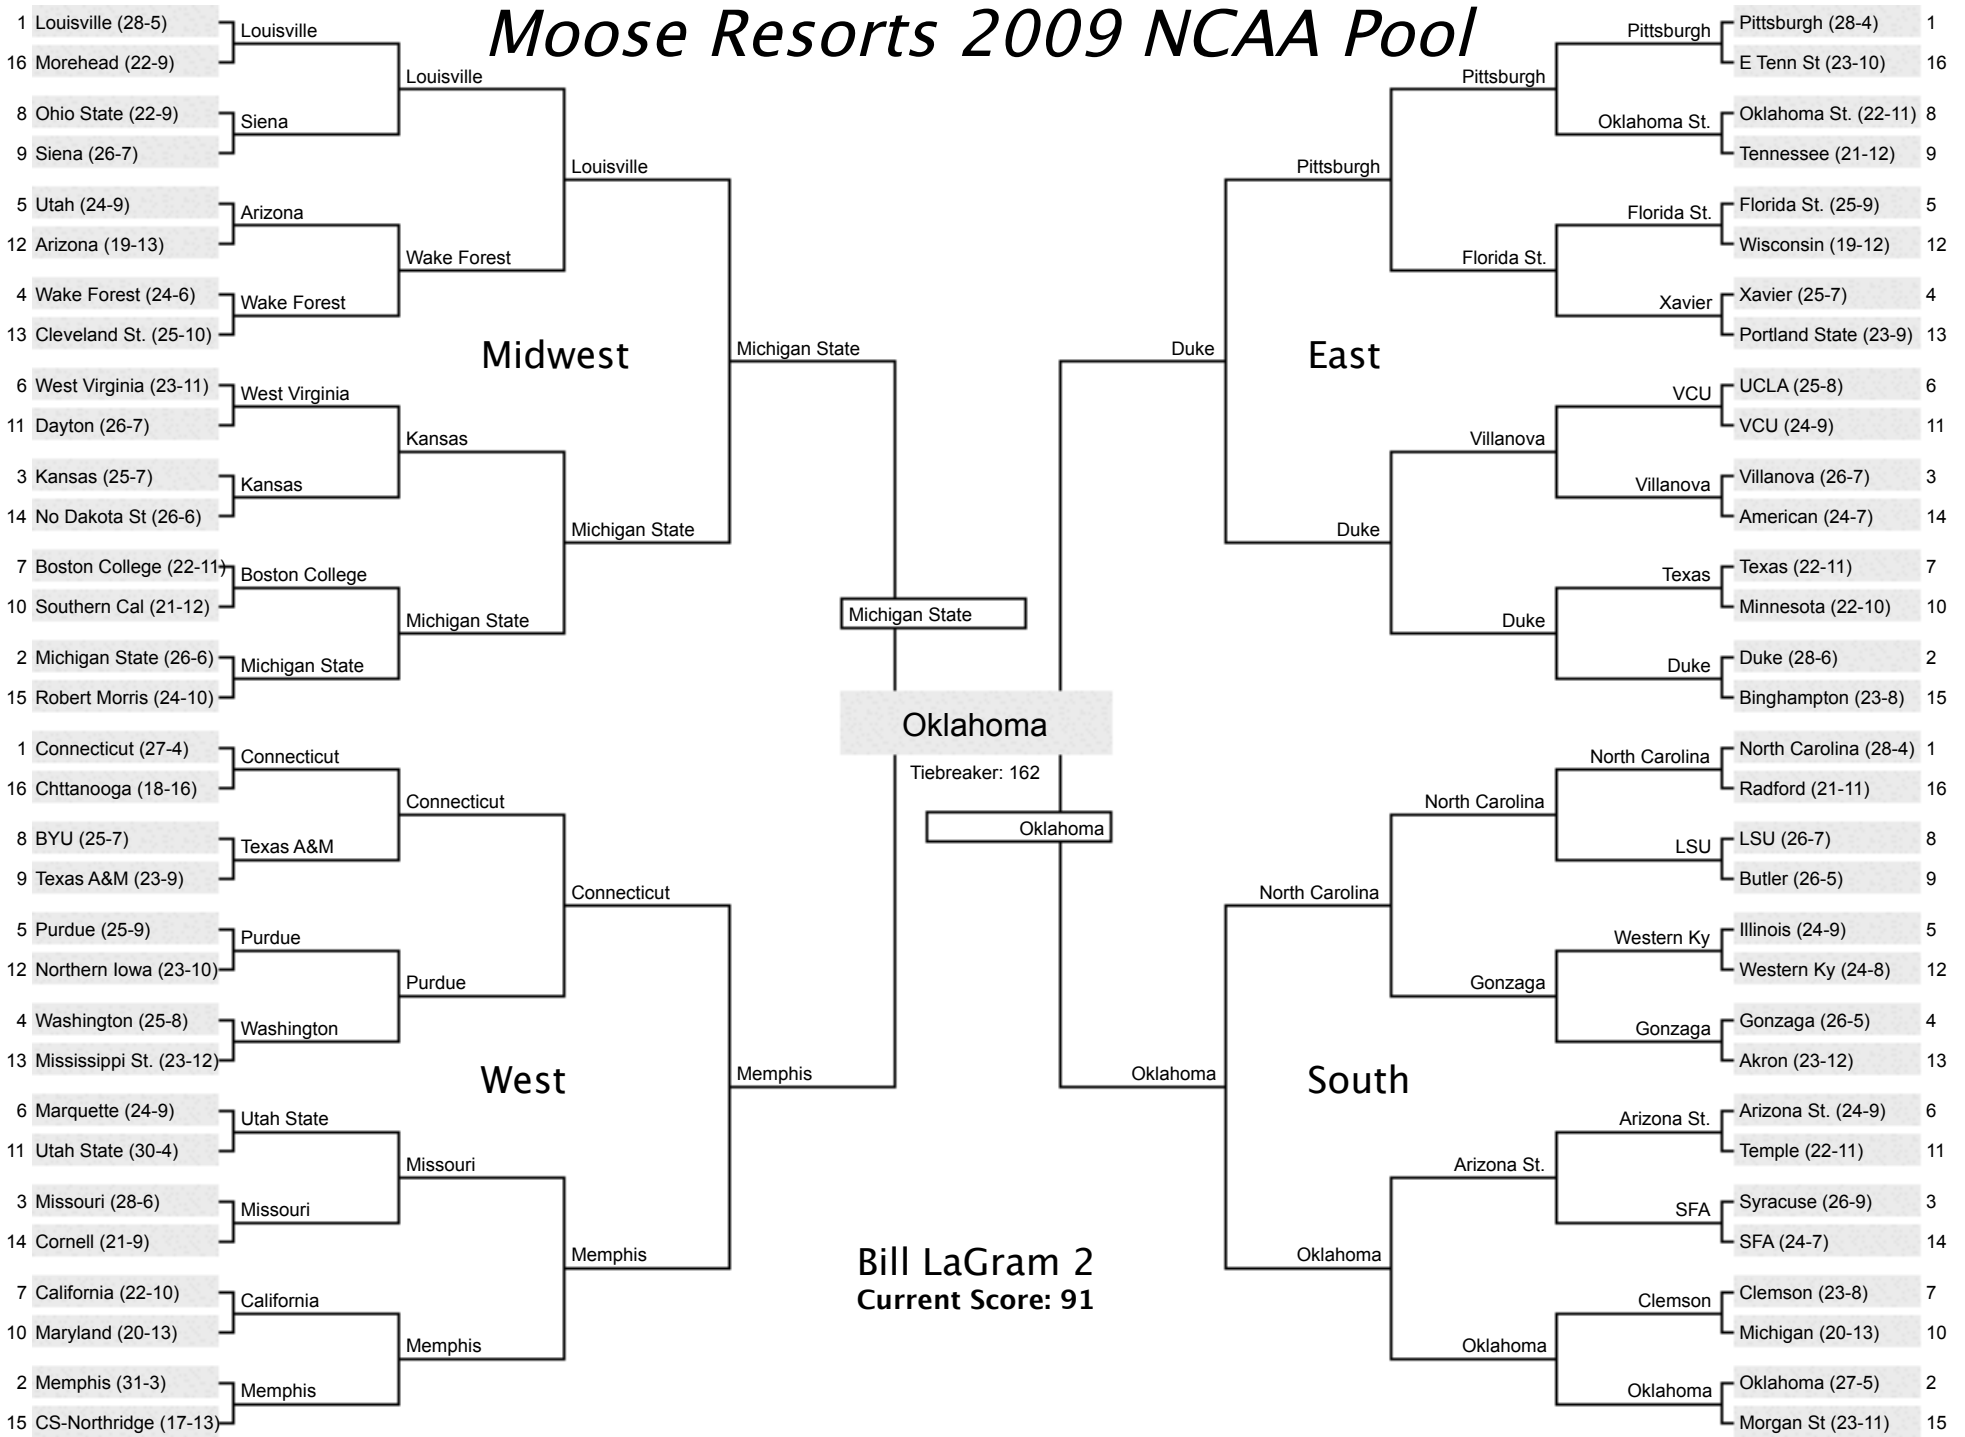 Moose Resorts 2009 NCAA Pool
1 Louisville (28-5)
16 Morehead (22-9)
8 Ohio State (22-9)
9 Siena (26-7)
5 Utah (24-9)
12 Arizona (19-13)
4 Wake Forest (24-6)
13 Cleveland St. (25-10)
6 West Virginia (23-11)
11 Dayton (26-7)
3 Kansas (25-7)
14 No Dakota St (26-6)
7 Boston College (22-11)
10 Southern Cal (21-12)
2 Michigan State (26-6)
15 Robert Morris (24-10)
Louisville
Siena
Arizona
Wake Forest
West Virginia
Kansas
Boston College
Michigan State
Louisville
Wake Forest
Kansas
Michigan State
Louisville
Michigan State
Michigan State
Midwest
1 Connecticut (27-4)
16 Chttanooga (18-16)
8 BYU (25-7)
9 Texas A&M (23-9)
5 Purdue (25-9)
12 Northern Iowa (23-10)
4 Washington (25-8)
13 Mississippi St. (23-12)
6 Marquette (24-9)
11 Utah State (30-4)
3 Missouri (28-6)
14 Cornell (21-9)
7 California (22-10)
10 Maryland (20-13)
2 Memphis (31-3)
15 CS-Northridge (17-13)
Connecticut
Texas A&M
Purdue
Washington
Utah State
Missouri
California
Memphis
Connecticut
Purdue
Missouri
Memphis
Connecticut
Memphis
Memphis
West
Michigan State
Oklahoma
Tiebreaker: 162
Oklahoma
Bill LaGram 2
Current Score: 91
Pittsburgh (28-4) 1
E Tenn St (23-10) 16
Oklahoma St. (22-11) 8
Tennessee (21-12) 9
Florida St. (25-9) 5
Wisconsin (19-12) 12
Xavier (25-7) 4
Portland State (23-9) 13
UCLA (25-8) 6
VCU (24-9) 11
Villanova (26-7) 3
American (24-7) 14
Texas (22-11) 7
Minnesota (22-10) 10
Duke (28-6) 2
Binghampton (23-8) 15
Pittsburgh
Oklahoma St.
Florida St.
Xavier
VCU
Villanova
Texas
Duke
Pittsburgh
Florida St.
Villanova
Duke
Pittsburgh
Duke
Duke
East
North Carolina (28-4) 1
Radford (21-11) 16
LSU (26-7) 8
Butler (26-5) 9
Illinois (24-9) 5
Western Ky (24-8) 12
Gonzaga (26-5) 4
Akron (23-12) 13
Arizona St. (24-9) 6
Temple (22-11) 11
Syracuse (26-9) 3
SFA (24-7) 14
Clemson (23-8) 7
Michigan (20-13) 10
Oklahoma (27-5) 2
Morgan St (23-11) 15
North Carolina
LSU
Western Ky
Gonzaga
Arizona St.
SFA
Clemson
Oklahoma
North Carolina
Gonzaga
Arizona St.
Oklahoma
North Carolina
Oklahoma
Oklahoma
South